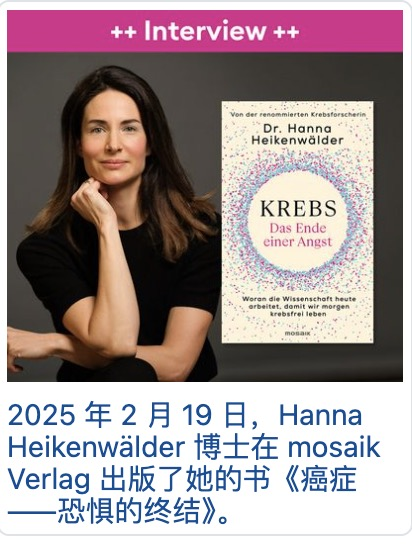 ++ Interview ++
Von der renommierten Krebsforscherin
Dr. Hanna
Heikenwälder
KREBS
Das Ende
einer Angst
Woran die Wissenschaft heute
arbeitet, damit wir morgen
krebsfrei leben
mosaik
2025 年 2 月 19 日，Hanna
Heikenwälder 博士在 mosaik
Verlag 出版了她的书《癌症
——恐惧的终结》。